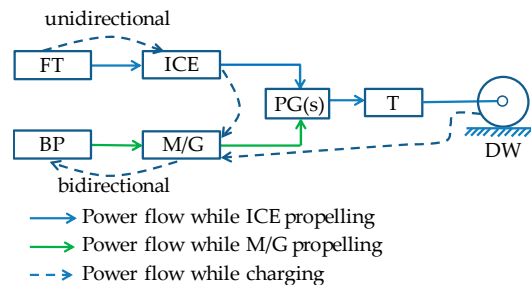 unidirectional
FT
ICE
PG(s)
T
BP
M/G
DW
bidirectional
Power flow while ICE propelling
Power flow while M/G propelling
Power flow while charging